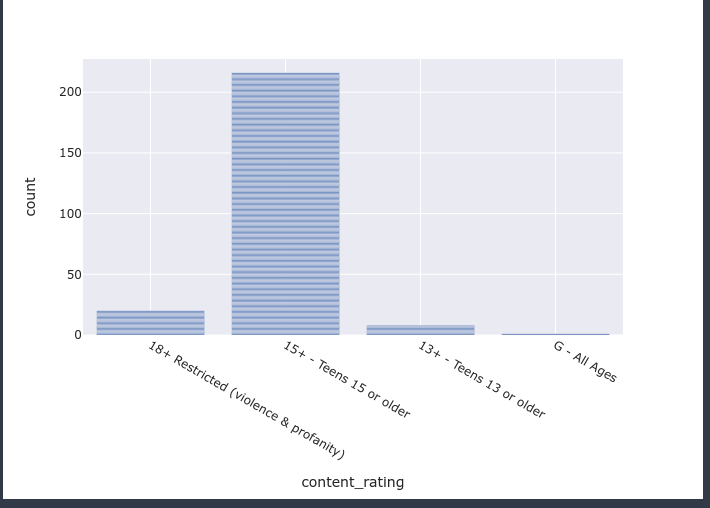 200
150
100
50
0
count
18+ Restricted (violence & profanity)
15+ - Teens 15 or older
13+ - Teens 13 or older
G - All Ages
content_rating